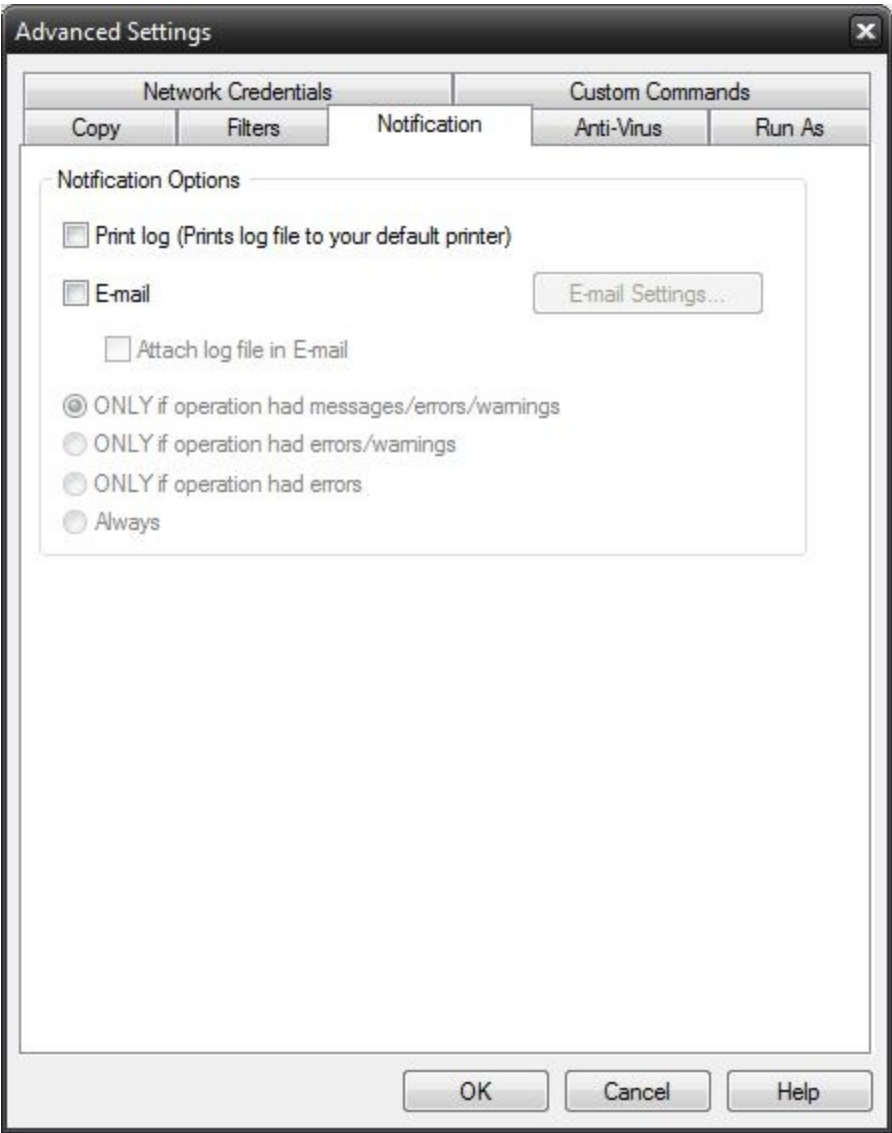 Advanced Settings
Network Credentials Custom Commands
Copy Filters Notification Anti-Virus Run As
Notification Options
Print log (Prints log file to your default printer)
E-mail E-mail Settings...
Attach log file in E-mail
ONLY if operation had messages/errors/warnings
ONLY if operation had errors/warnings
ONLY if operation had errors
Always
OK Cancel Help